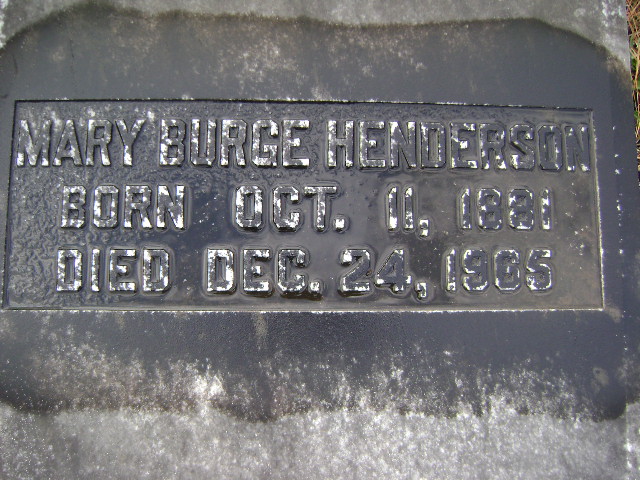 MARY BURGE HENDERSON
BORN OCT. 11, 1881
DIED DEC. 24, 1965